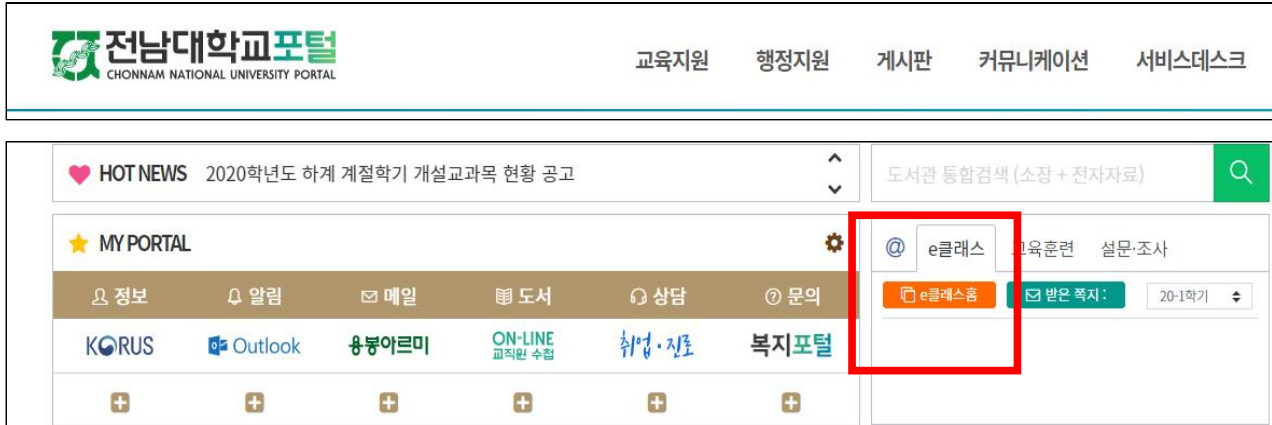 전남대학교포털
CHONNAM NATIONAL UNIVERSITY PORTAL
교육지원 행정지원 게시판 커뮤니케이션 서비스데스크
HOT NEWS 2020학년도 하계 계절학기 개설교과목 현황 공고
도서관 통합검색 (소장 + 전자자료)
MY PORTAL
@ e클래스 교육훈련 설문·조사
정보 알림 메일 도서 상담 문의
e클래스홈 받은 쪽지 : 20-1학기
KORUS Outlook 용봉아르미 ON-LINE 교직원 수첩 취업·진로 복지포털